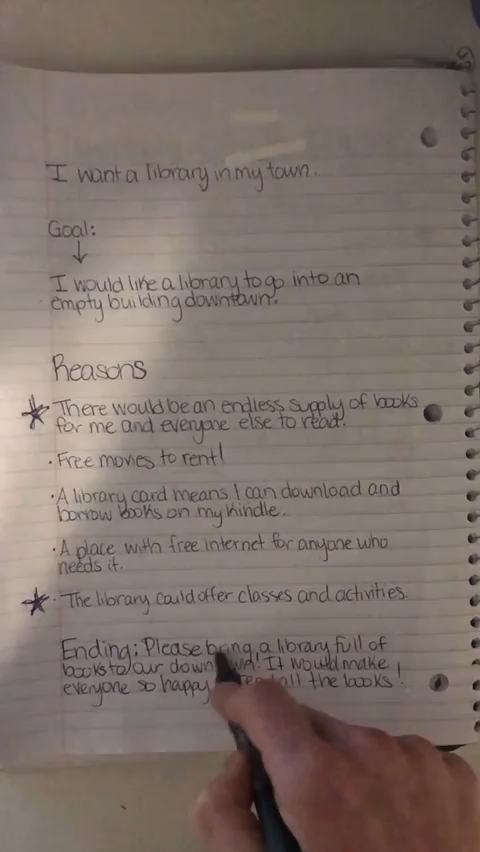 I want a library in my town.
Goal:
I would like a library to go into an
empty building downtown.
Reasons
There would be an endless supply of books
for me and everyone else to read.
· Free movies to rent!
· A library card means I can download and
borrow books on my Kindle.
· A place with free internet for anyone who
needs it.
· The library could offer classes and activities.
Ending: Please bring a library full of
books to our! It would make
everyone so happy all the books!